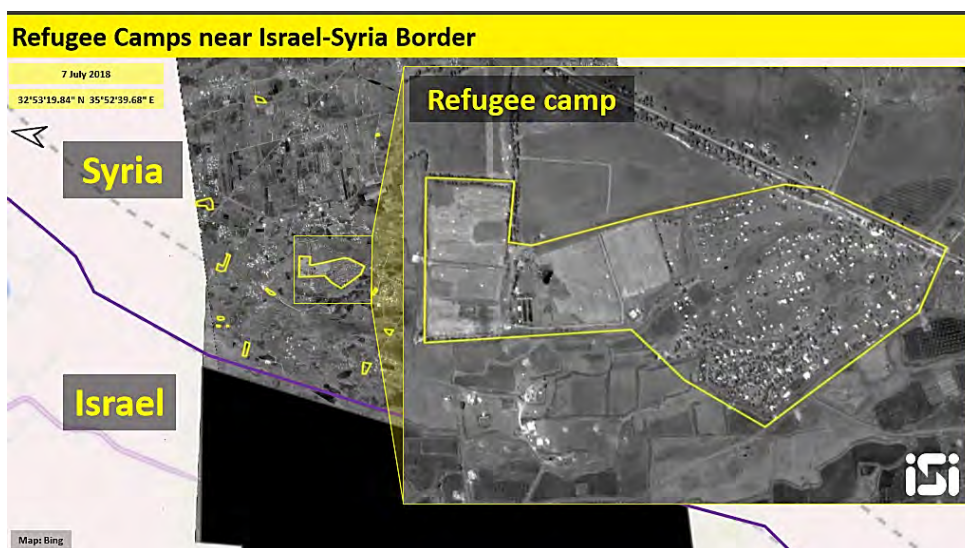 Refugee Camps near Israel-Syria Border
7 July 2018
32°53'19.84" N 35°52'39.68" E
Refugee camp
Syria
Israel
iSi
Map: Bing